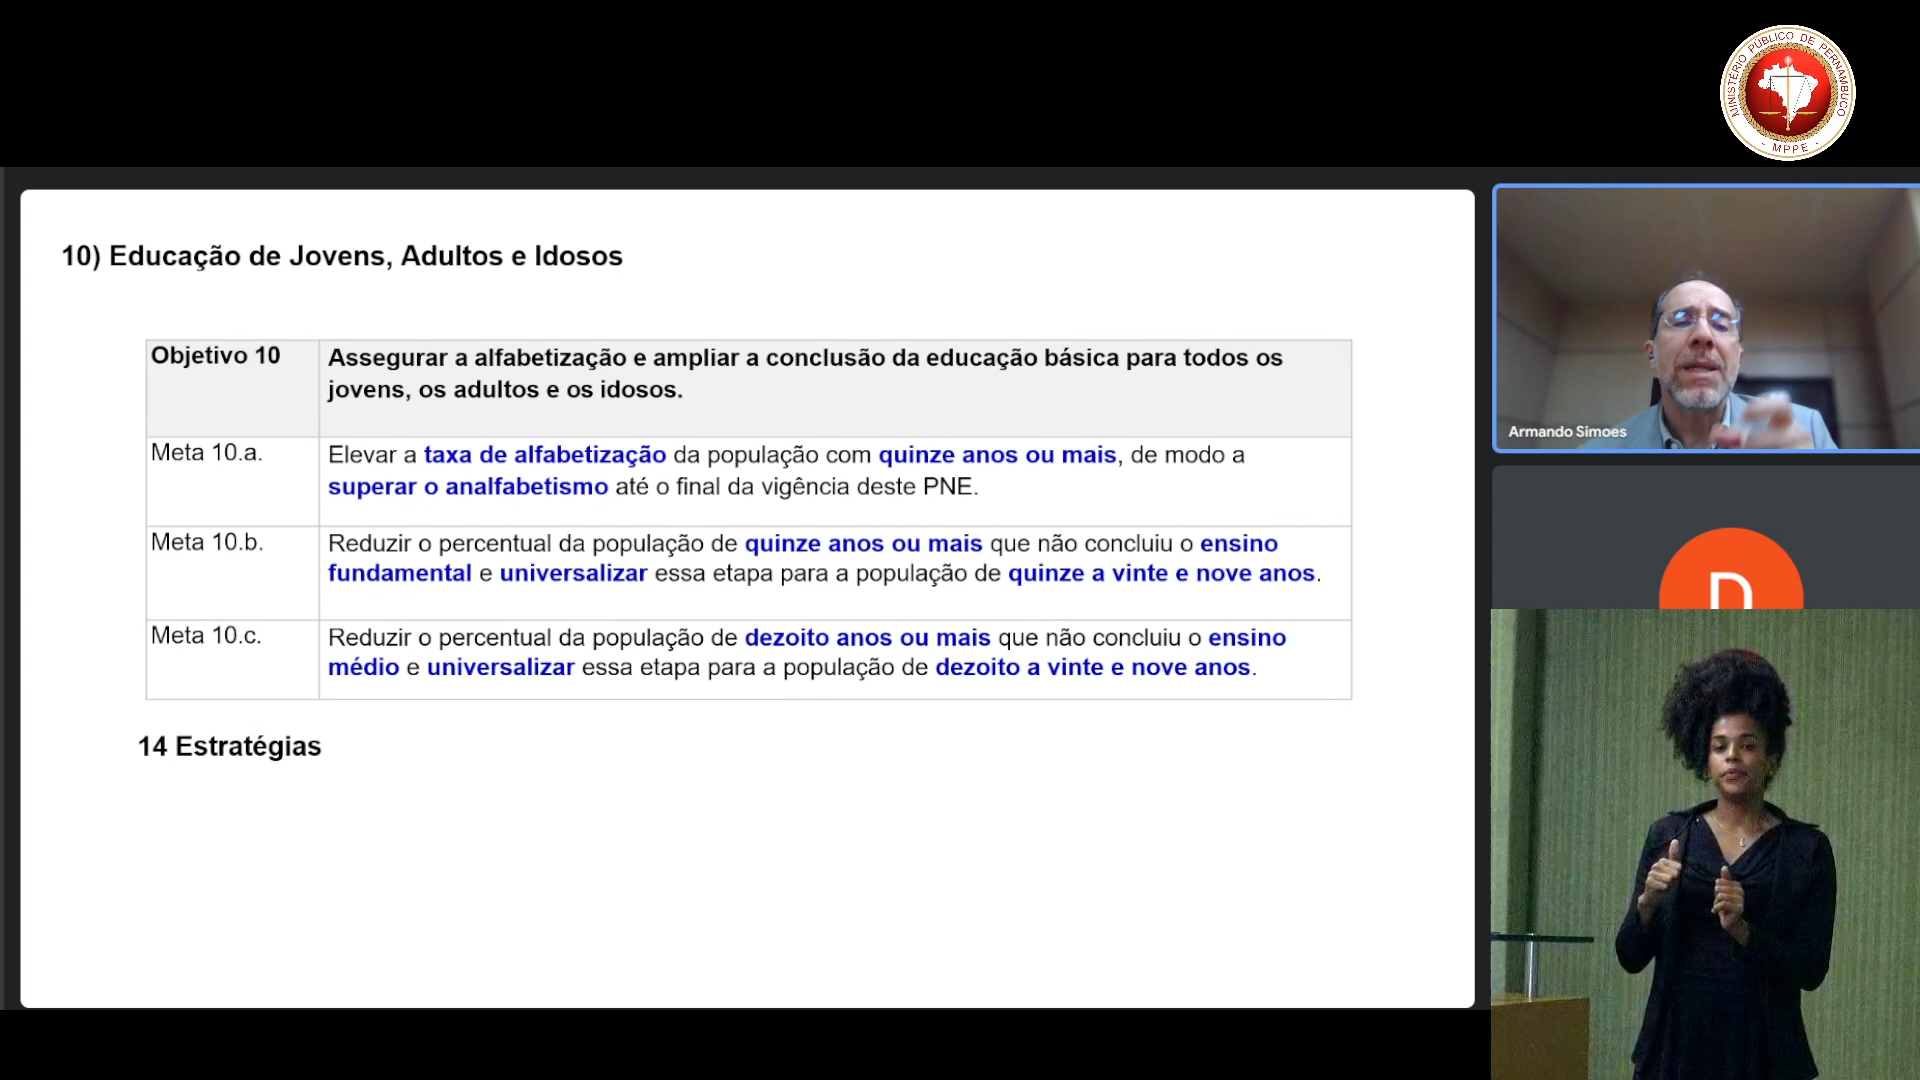 MINISTÉRIO PÚBLICO DE PERNAMBUCO
- MPPE -
10) Educação de Jovens, Adultos e Idosos
Objetivo 10
Assegurar a alfabetização e ampliar a conclusão da educação básica para todos os
jovens, os adultos e os idosos.
Meta 10.a.
Elevar a taxa de alfabetização da população com quinze anos ou mais, de modo a
superar o analfabetismo até o final da vigência deste PNE.
Meta 10.b.
Reduzir o percentual da população de quinze anos ou mais que não concluiu o ensino
fundamental e universalizar essa etapa para a população de quinze a vinte e nove anos.
Meta 10.c.
Reduzir o percentual da população de dezoito anos ou mais que não concluiu o ensino
médio e universalizar essa etapa para a população de dezoito a vinte e nove anos.
14 Estratégias
Armando Simoes
D